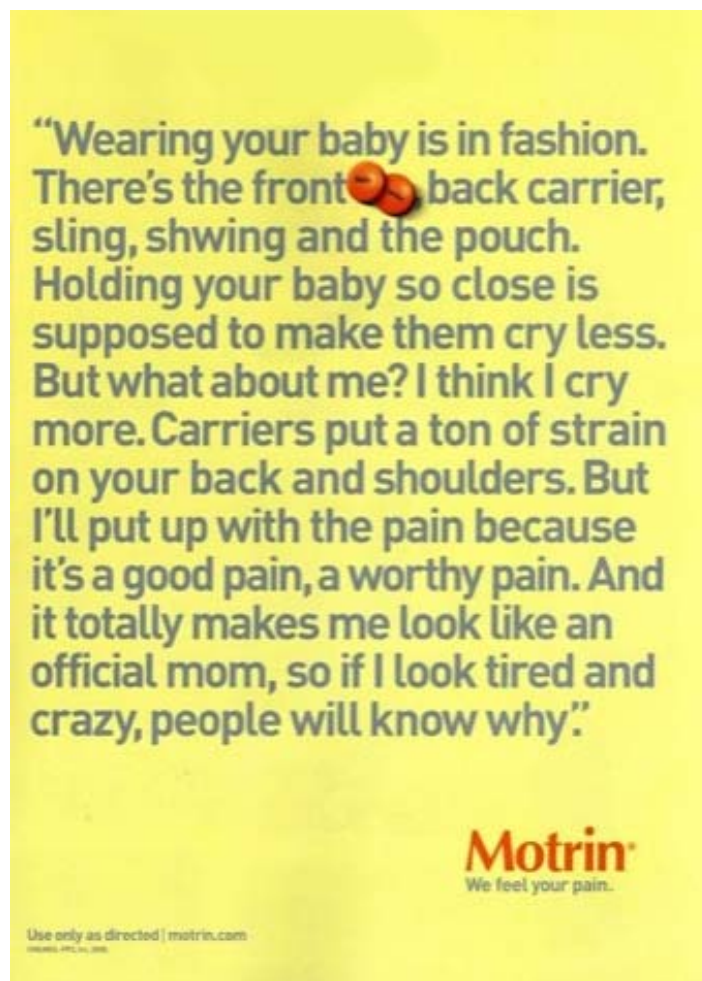 “Wearing your baby is in fashion.
There's the front back carrier,
sling, shwing and the pouch.
Holding your baby so close is
supposed to make them cry less.
But what about me? I think I cry
more. Carriers put a ton of strain
on your back and shoulders. But
I'll put up with the pain because
it's a good pain, a worthy pain. And
it totally makes me look like an
official mom, so if I look tired and
crazy, people will know why.”
Motrin®
We feel your pain.
Use only as directed | motrin.com